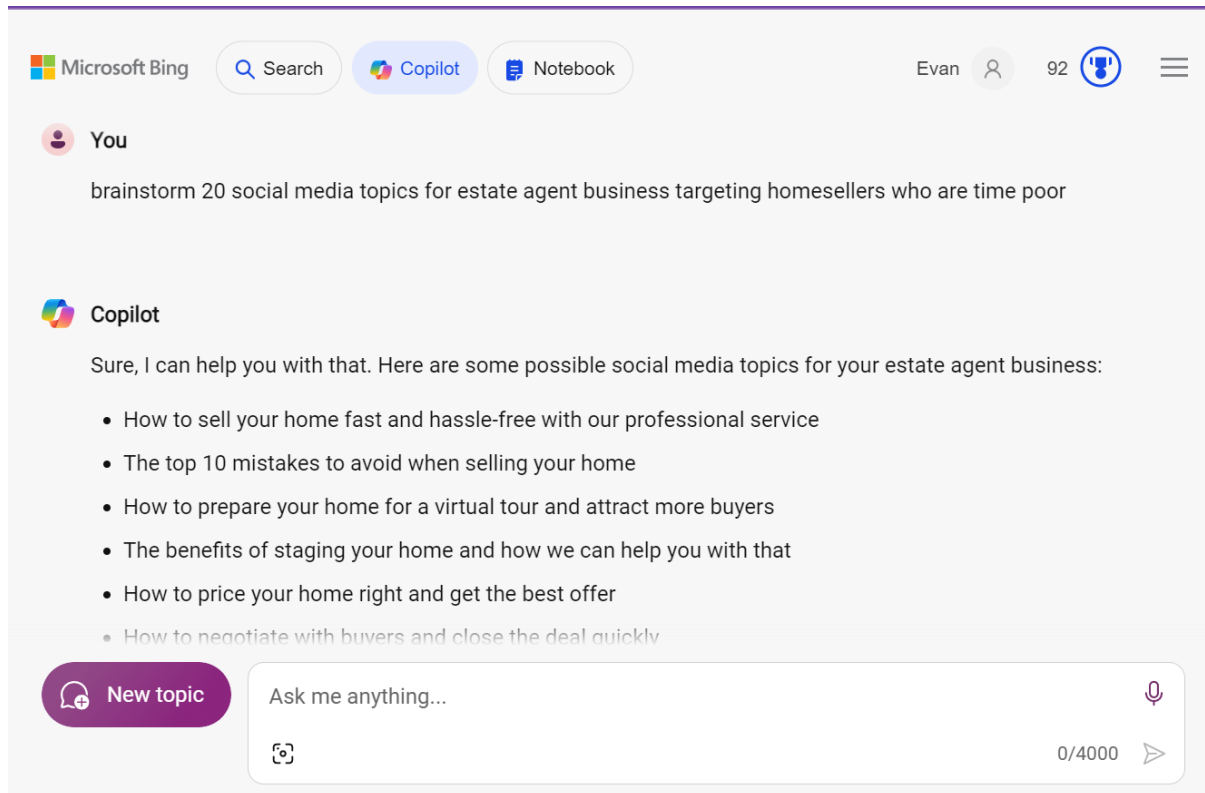 Microsoft Bing
Search
Copilot
Notebook
Evan
92
You
brainstorm 20 social media topics for estate agent business targeting homesellers who are time poor
Copilot
Sure, I can help you with that. Here are some possible social media topics for your estate agent business:
• How to sell your home fast and hassle-free with our professional service
• The top 10 mistakes to avoid when selling your home
• How to prepare your home for a virtual tour and attract more buyers
• The benefits of staging your home and how we can help you with that
• How to price your home right and get the best offer
• How to negotiate with buyers and close the deal quickly
New topic
Ask me anything...
0/4000